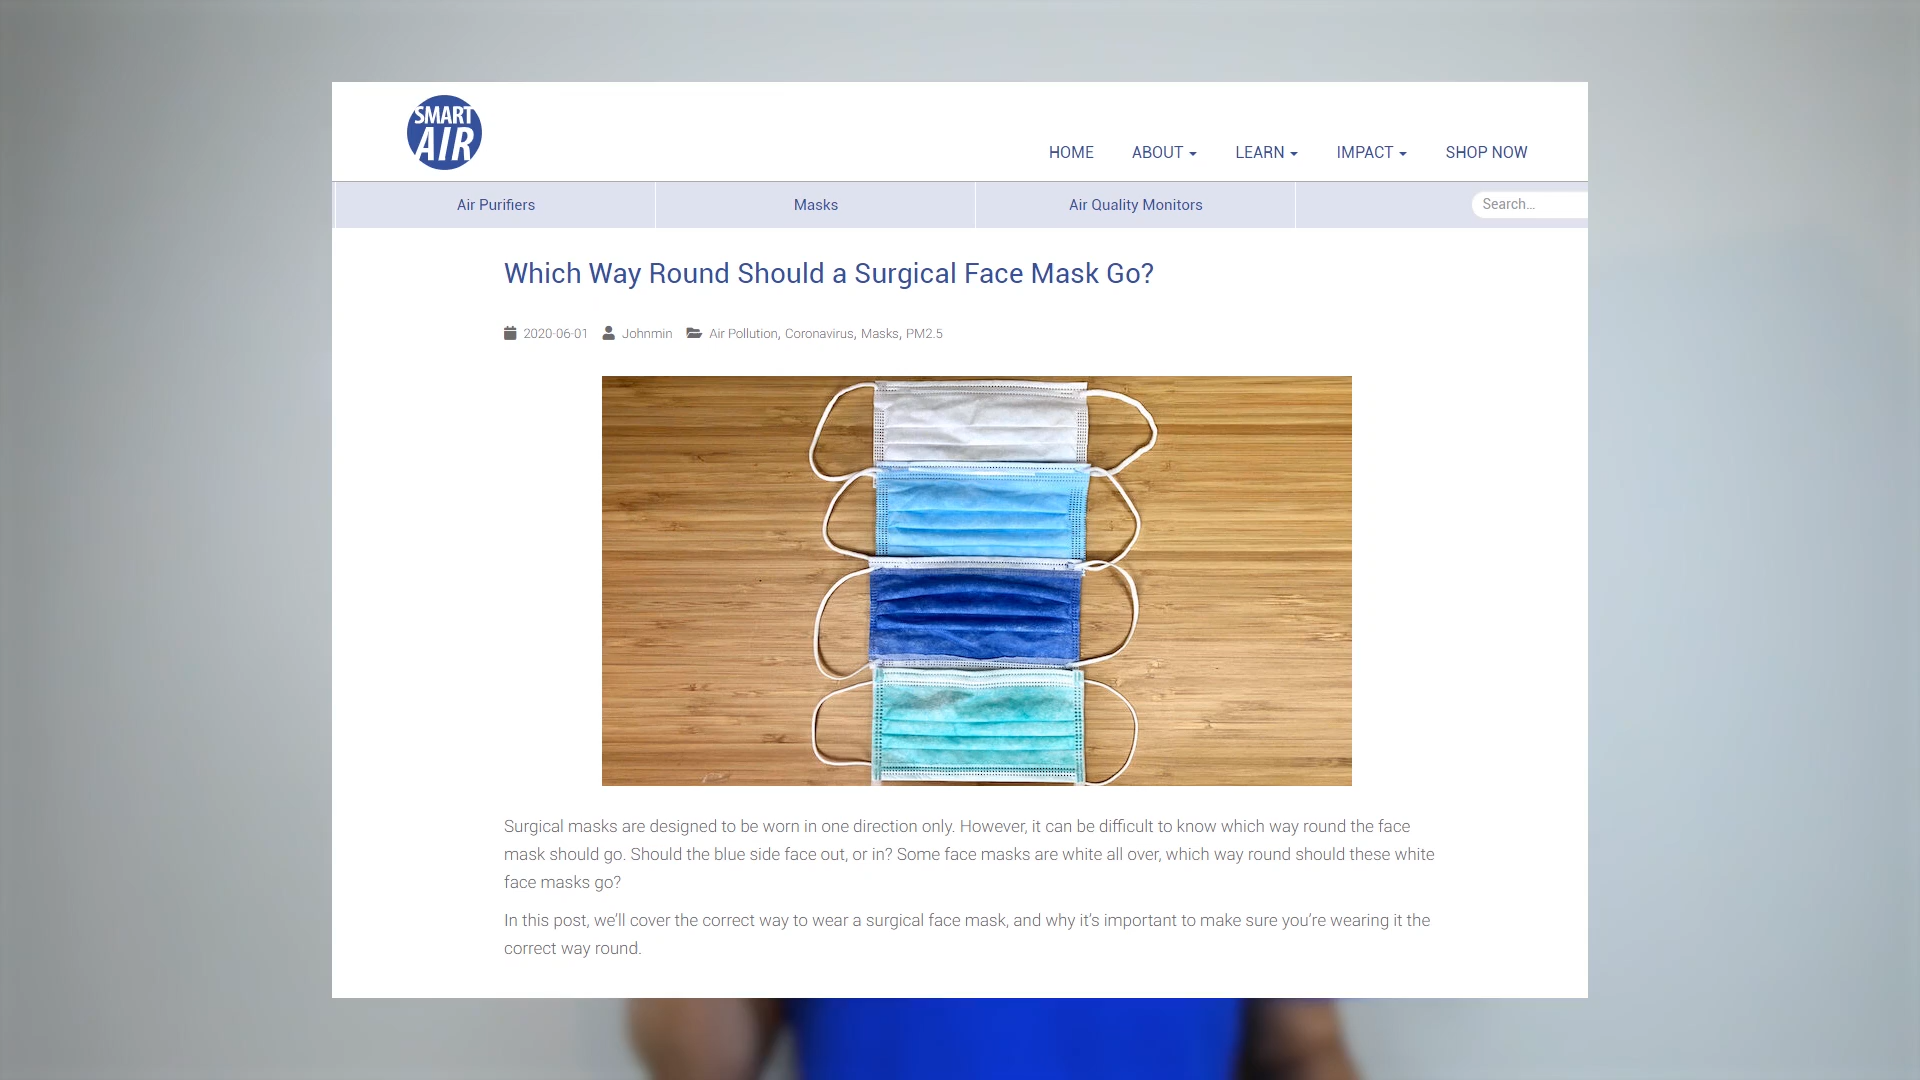 SMART
AIR
HOME ABOUT LEARN IMPACT SHOP NOW
Air Purifiers Masks Air Quality Monitors Search...
Which Way Round Should a Surgical Face Mask Go?
2020-06-01 Johnmin Air Pollution, Coronavirus, Masks, PM2.5
Surgical masks are designed to be worn in one direction only. However, it can be difficult to know which way round the face
mask should go. Should the blue side face out, or in? Some face masks are white all over, which way round should these white
face masks go?
In this post, we’ll cover the correct way to wear a surgical face mask, and why it’s important to make sure you’re wearing it the
correct way round.